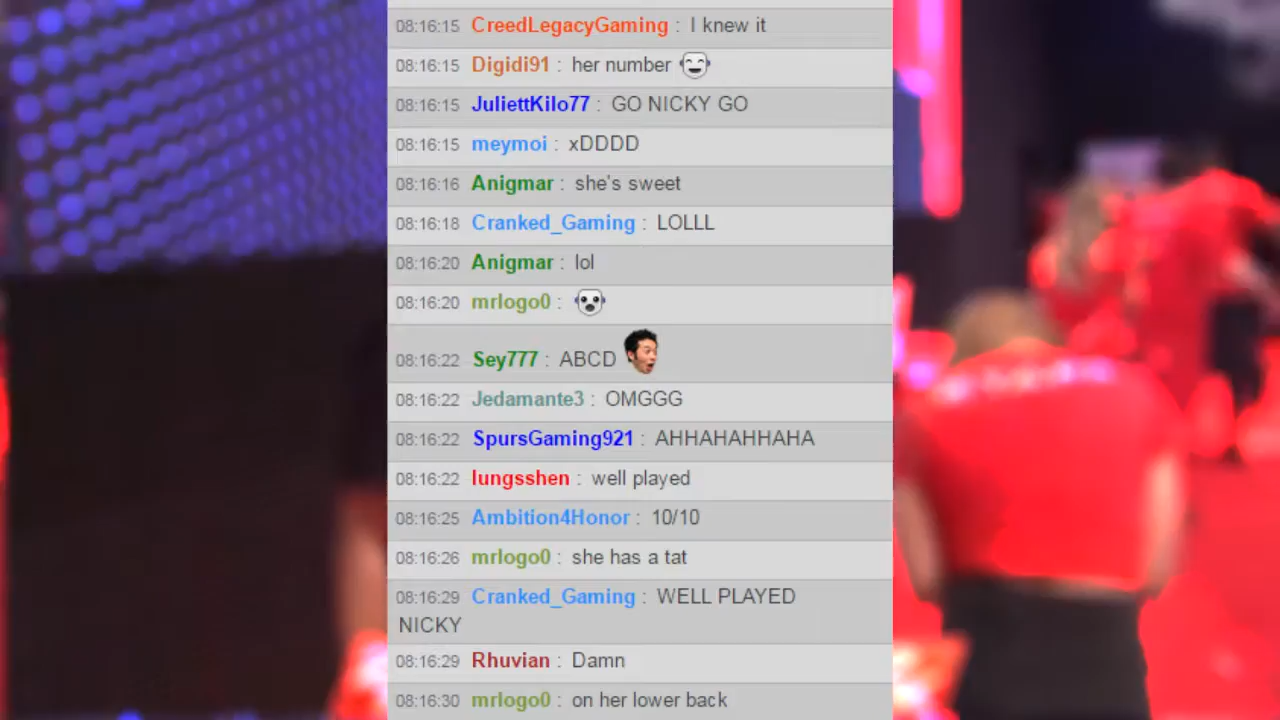 08:16:15 CreedLegacyGaming : I knew it
08:16:15 Digidi91 : her number
08:16:15 JuliettKilo77 : GO NICKY GO
08:16:15 meymoi : xDDDD
08:16:16 Anigmar : she's sweet
08:16:18 Cranked_Gaming : LOLLL
08:16:20 Anigmar : lol
08:16:20 mrlogo0 :
08:16:22 Sey777 : ABCD
08:16:22 Jedamante3 : OMGGG
08:16:22 SpursGaming921 : AHHAHAHHAHA
08:16:22 lungsshen : well played
08:16:25 Ambition4Honor : 10/10
08:16:26 mrlogo0 : she has a tat
08:16:29 Cranked_Gaming : WELL PLAYED
NICKY
08:16:29 Rhuvian : Damn
08:16:30 mrlogo0 : on her lower back